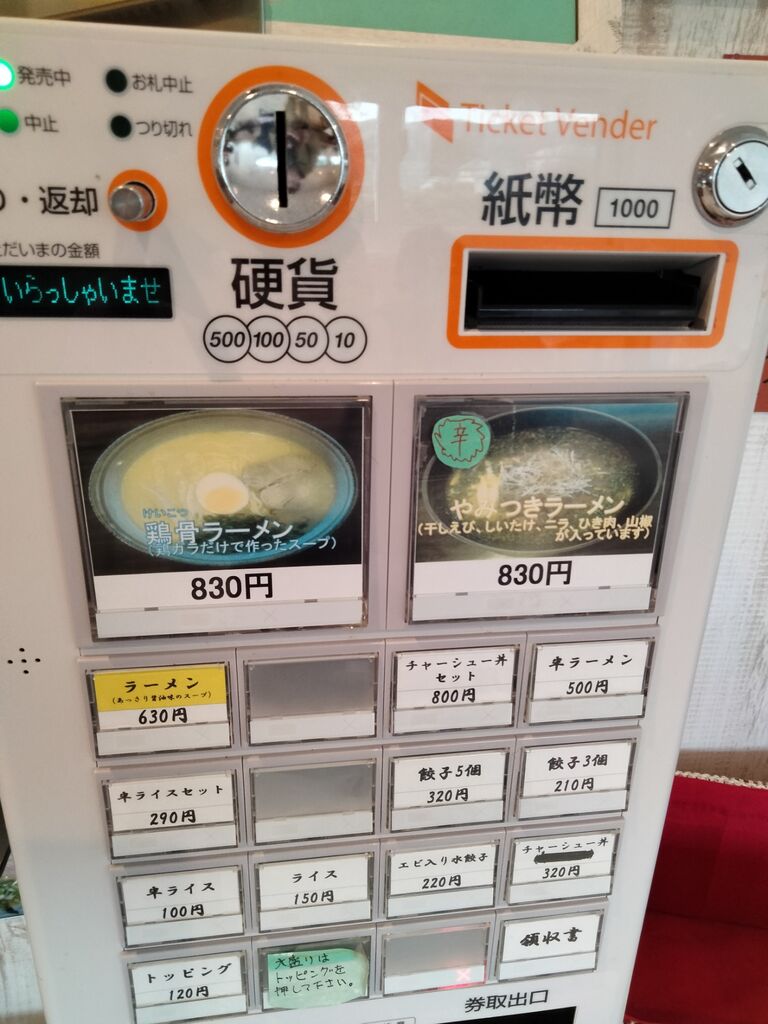 発売中
お札中止
中止
つり切れ
・返却
Ticket Vender
紙幣
1000
だいまの金額
いらっしゃいませ
硬貨
500 100 50 10
けいこつ
鶏骨ラーメン
(鶏ガラだけで作ったスープ)
830円
辛
やみつきラーメン
(干しえび、しいたけ、ニラ、ひき肉、山椒
が入っています)
830円
ラーメン
(あっさり醤油味のスープ)
630円
チャーシュー丼
セット
800円
半ラーメン
500円
半ライスセット
290円
餃子5個
320円
餃子3個
210円
半ライス
100円
ライス
150円
エビ入り水餃子
220円
チャーシュー丼
320円
トッピング
120円
大盛りは
トッピングを
押して下さい。
領収書
券取出口